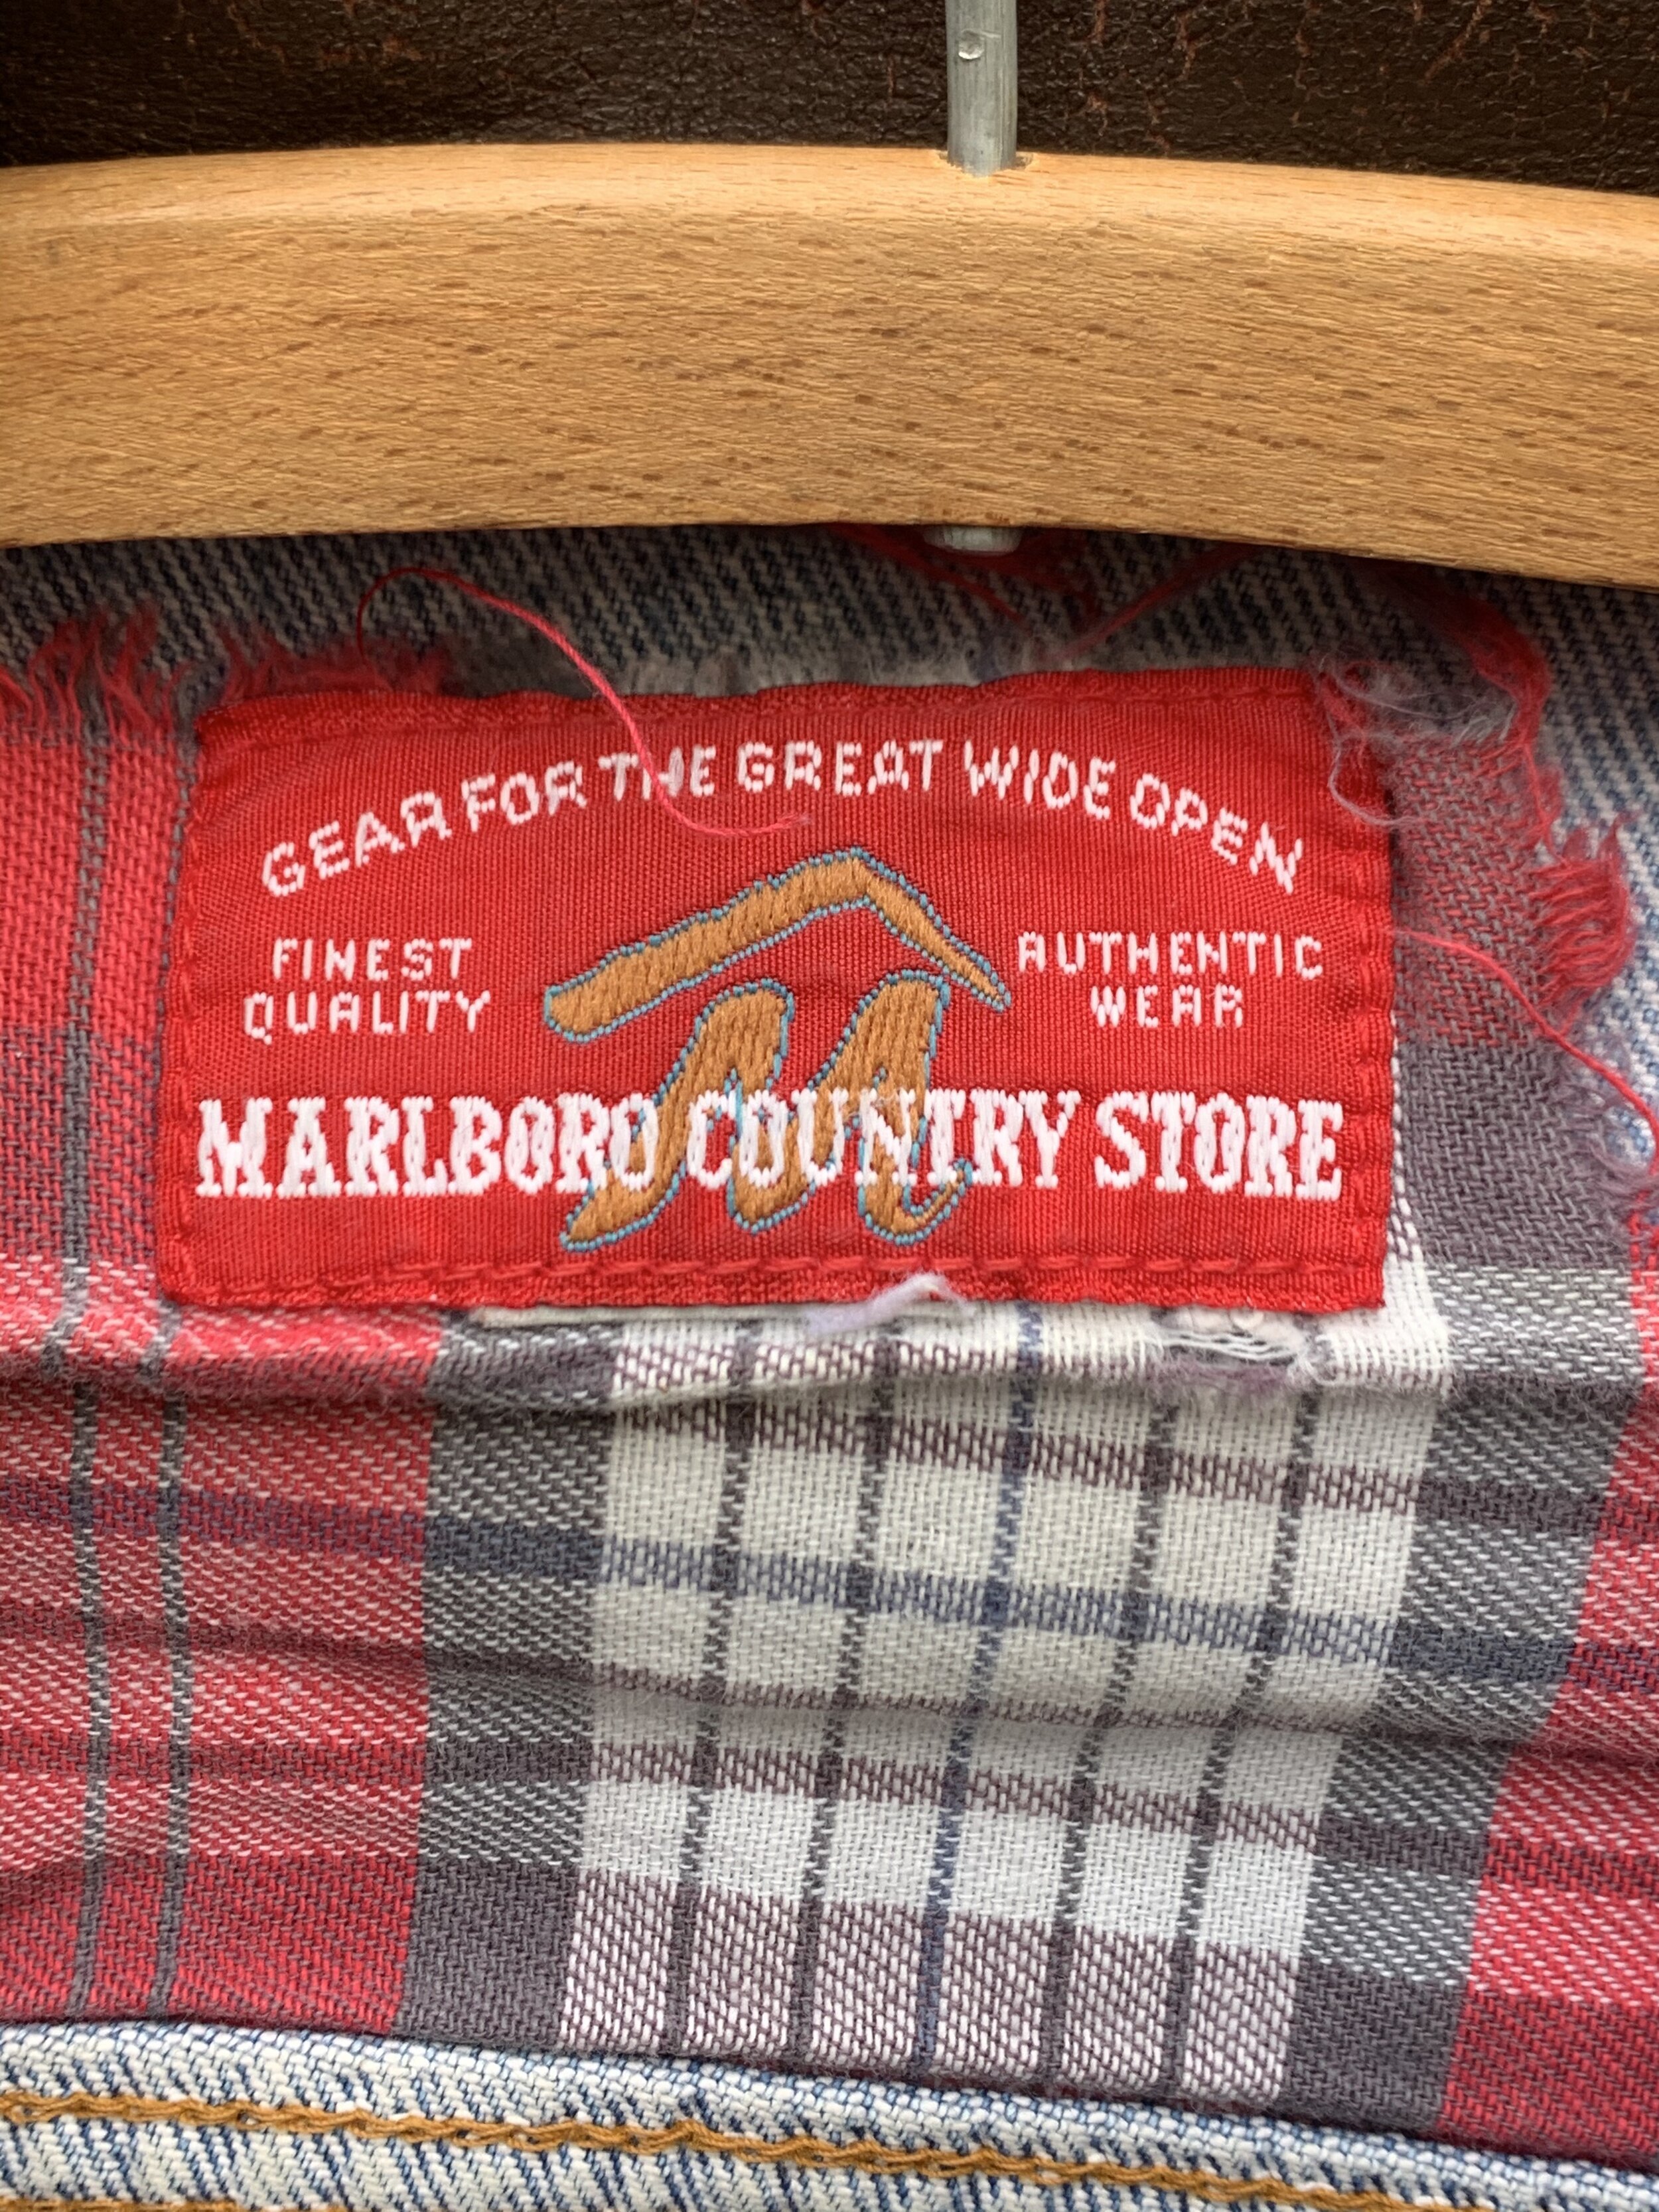 GEAR FOR THE GREAT WIDE OPEN
FINEST
QUALITY
AUTHENTIC
WEAR
M
MARLBORO COUNTRY STORE